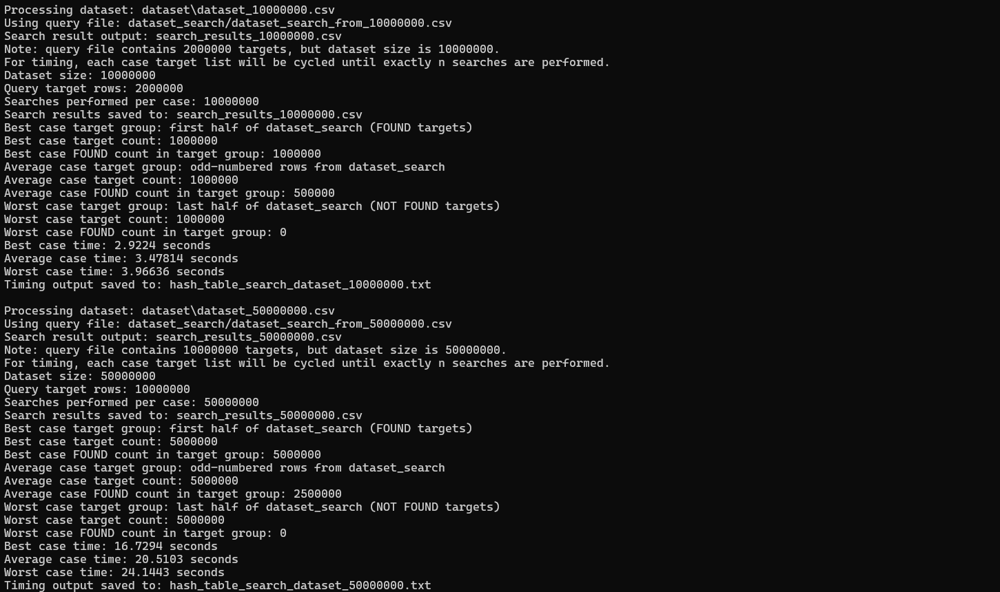 Processing dataset: dataset\dataset_10000000.csv
Using query file: dataset_search/dataset_search_from_10000000.csv
Search result output: search_results_10000000.csv
Note: query file contains 2000000 targets, but dataset size is 10000000.
For timing, each case target list will be cycled until exactly n searches are performed.
Dataset size: 10000000
Query target rows: 2000000
Searches performed per case: 10000000
Search results saved to: search_results_10000000.csv
Best case target group: first half of dataset_search (FOUND targets)
Best case target count: 1000000
Best case FOUND count in target group: 1000000
Average case target group: odd-numbered rows from dataset_search
Average case target count: 1000000
Average case FOUND count in target group: 500000
Worst case target group: last half of dataset_search (NOT FOUND targets)
Worst case target count: 1000000
Worst case FOUND count in target group: 0
Best case time: 2.9224 seconds
Average case time: 3.47814 seconds
Worst case time: 3.96636 seconds
Timing output saved to: hash_table_search_dataset_10000000.txt

Processing dataset: dataset\dataset_50000000.csv
Using query file: dataset_search/dataset_search_from_50000000.csv
Search result output: search_results_50000000.csv
Note: query file contains 10000000 targets, but dataset size is 50000000.
For timing, each case target list will be cycled until exactly n searches are performed.
Dataset size: 50000000
Query target rows: 10000000
Searches performed per case: 50000000
Search results saved to: search_results_50000000.csv
Best case target group: first half of dataset_search (FOUND targets)
Best case target count: 5000000
Best case FOUND count in target group: 5000000
Average case target group: odd-numbered rows from dataset_search
Average case target count: 5000000
Average case FOUND count in target group: 2500000
Worst case target group: last half of dataset_search (NOT FOUND targets)
Worst case target count: 5000000
Worst case FOUND count in target group: 0
Best case time: 16.7294 seconds
Average case time: 20.5103 seconds
Worst case time: 24.1443 seconds
Timing output saved to: hash_table_search_dataset_50000000.txt